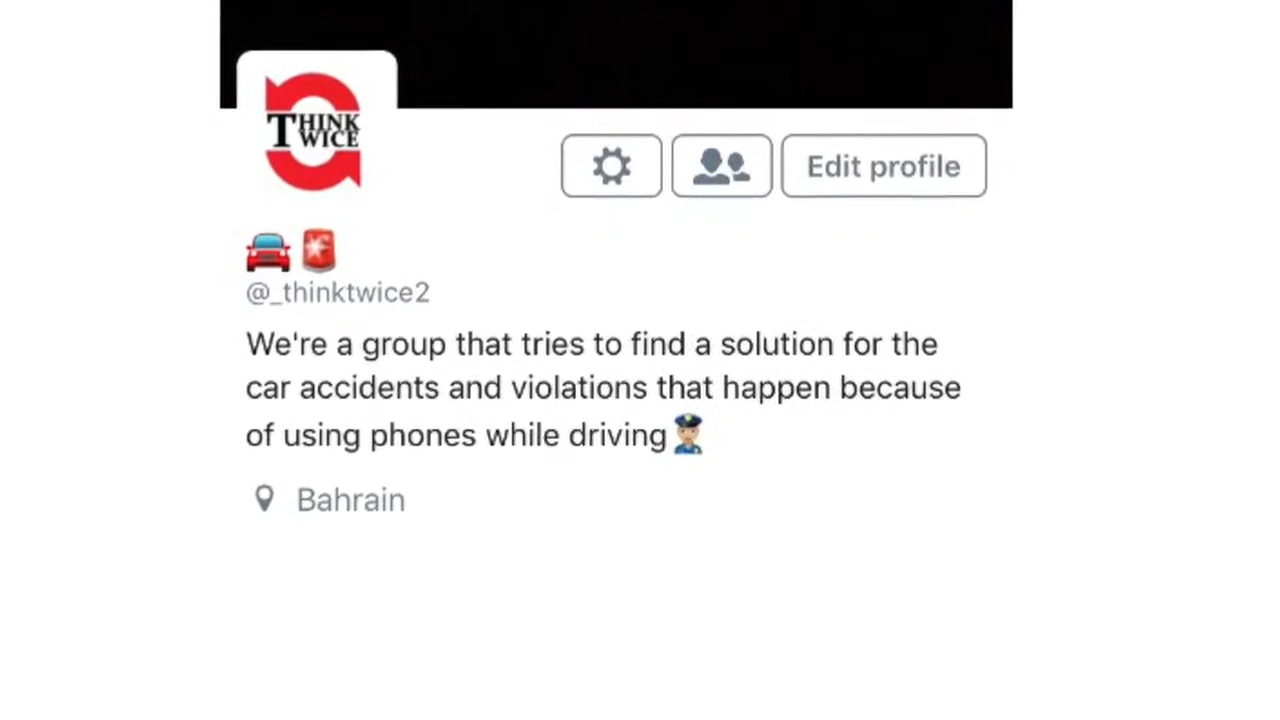 THINK
TWICE
Edit profile
@_thinktwice2
We're a group that tries to find a solution for the
car accidents and violations that happen because
of using phones while driving
Bahrain